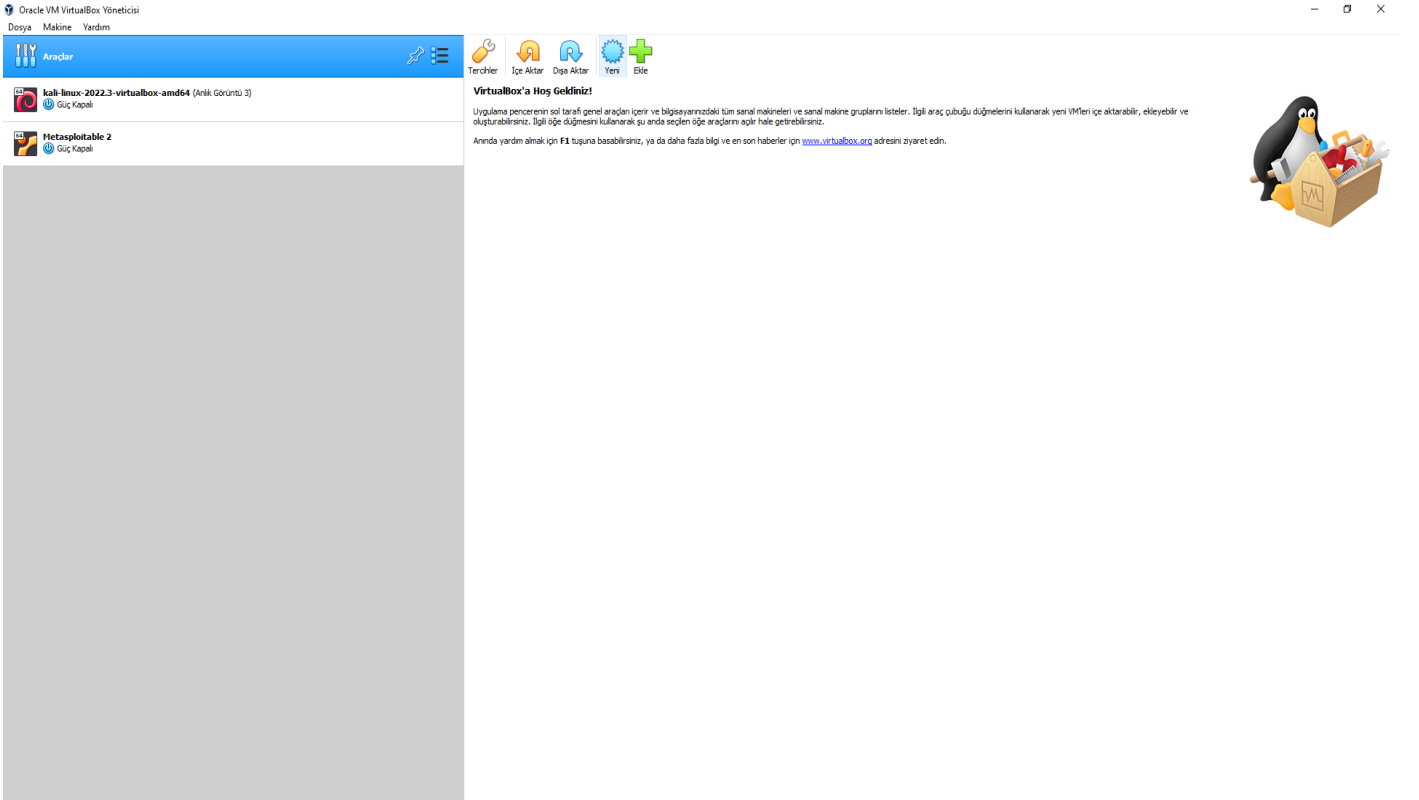 Oracle VM VirtualBox Yöneticisi
Dosya Makine Yardım
Araçlar
Tercihler İçe Aktar Dışa Aktar Yeni Ekle
64 kali-linux-2022.3-virtualbox-amd64 (Anlık Görüntü 3)
Güç Kapalı
64 Metasploitable 2
Güç Kapalı
VirtualBox'a Hoş Geldiniz!
Uygulama pencerenin sol tarafı genel araçları içerir ve bilgisayarınızdaki tüm sanal makineleri ve sanal makine gruplarını listeler. İlgili araç çubuğu düğmelerini kullanarak yeni VM'leri içe aktarabilir, ekleyebilir ve
oluşturabilirsiniz. İlgili öğe düğmesini kullanarak şu anda seçilen öğe araçlarını açılır hale getirebilirsiniz.
Anında yardım almak için F1 tuşuna basabilirsiniz, ya da daha fazla bilgi ve en son haberler için www.virtualbox.org adresini ziyaret edin.